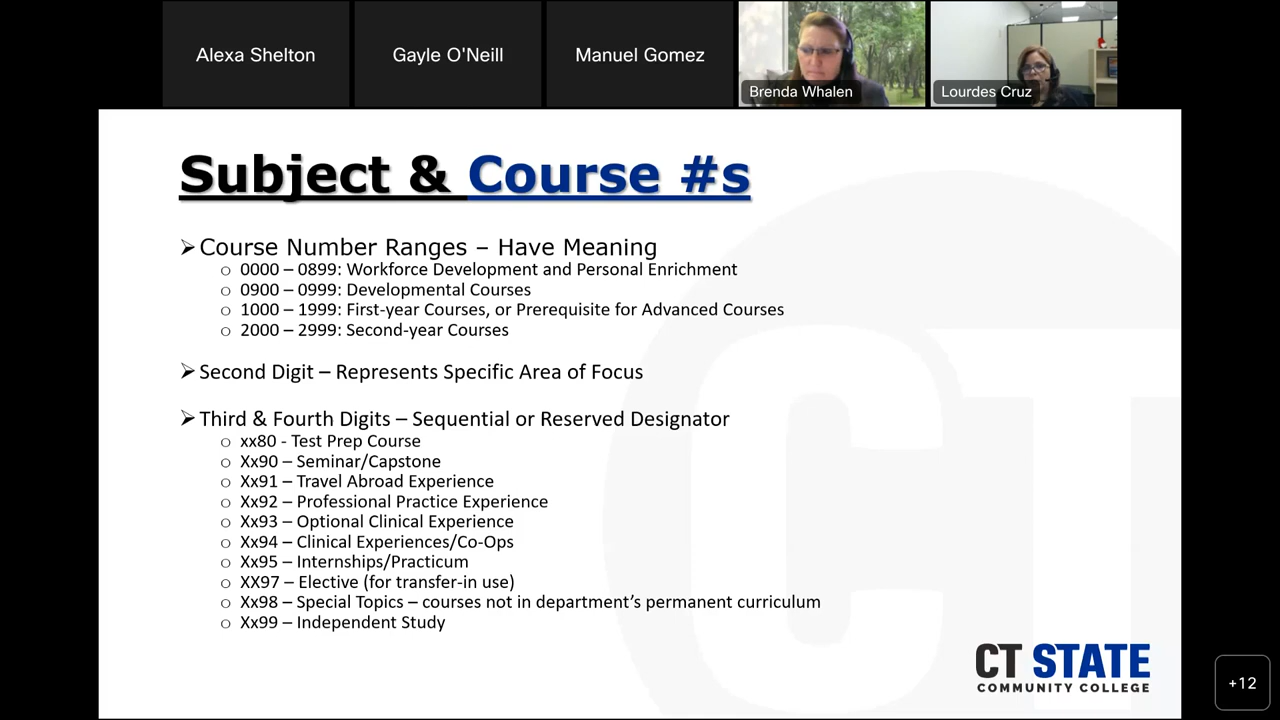 Alexa Shelton
Gayle O'Neill
Manuel Gomez
Brenda Whalen
Lourdes Cruz
Subject & Course #s
Course Number Ranges – Have Meaning
0000 – 0899: Workforce Development and Personal Enrichment
0900 – 0999: Developmental Courses
1000 – 1999: First-year Courses, or Prerequisite for Advanced Courses
2000 – 2999: Second-year Courses
Second Digit – Represents Specific Area of Focus
Third & Fourth Digits – Sequential or Reserved Designator
xx80 - Test Prep Course
Xx90 – Seminar/Capstone
Xx91 – Travel Abroad Experience
Xx92 – Professional Practice Experience
Xx93 – Optional Clinical Experience
Xx94 – Clinical Experiences/Co-Ops
Xx95 – Internships/Practicum
XX97 – Elective (for transfer-in use)
Xx98 – Special Topics – courses not in department’s permanent curriculum
Xx99 – Independent Study
CT
CT STATE
COMMUNITY COLLEGE
+12